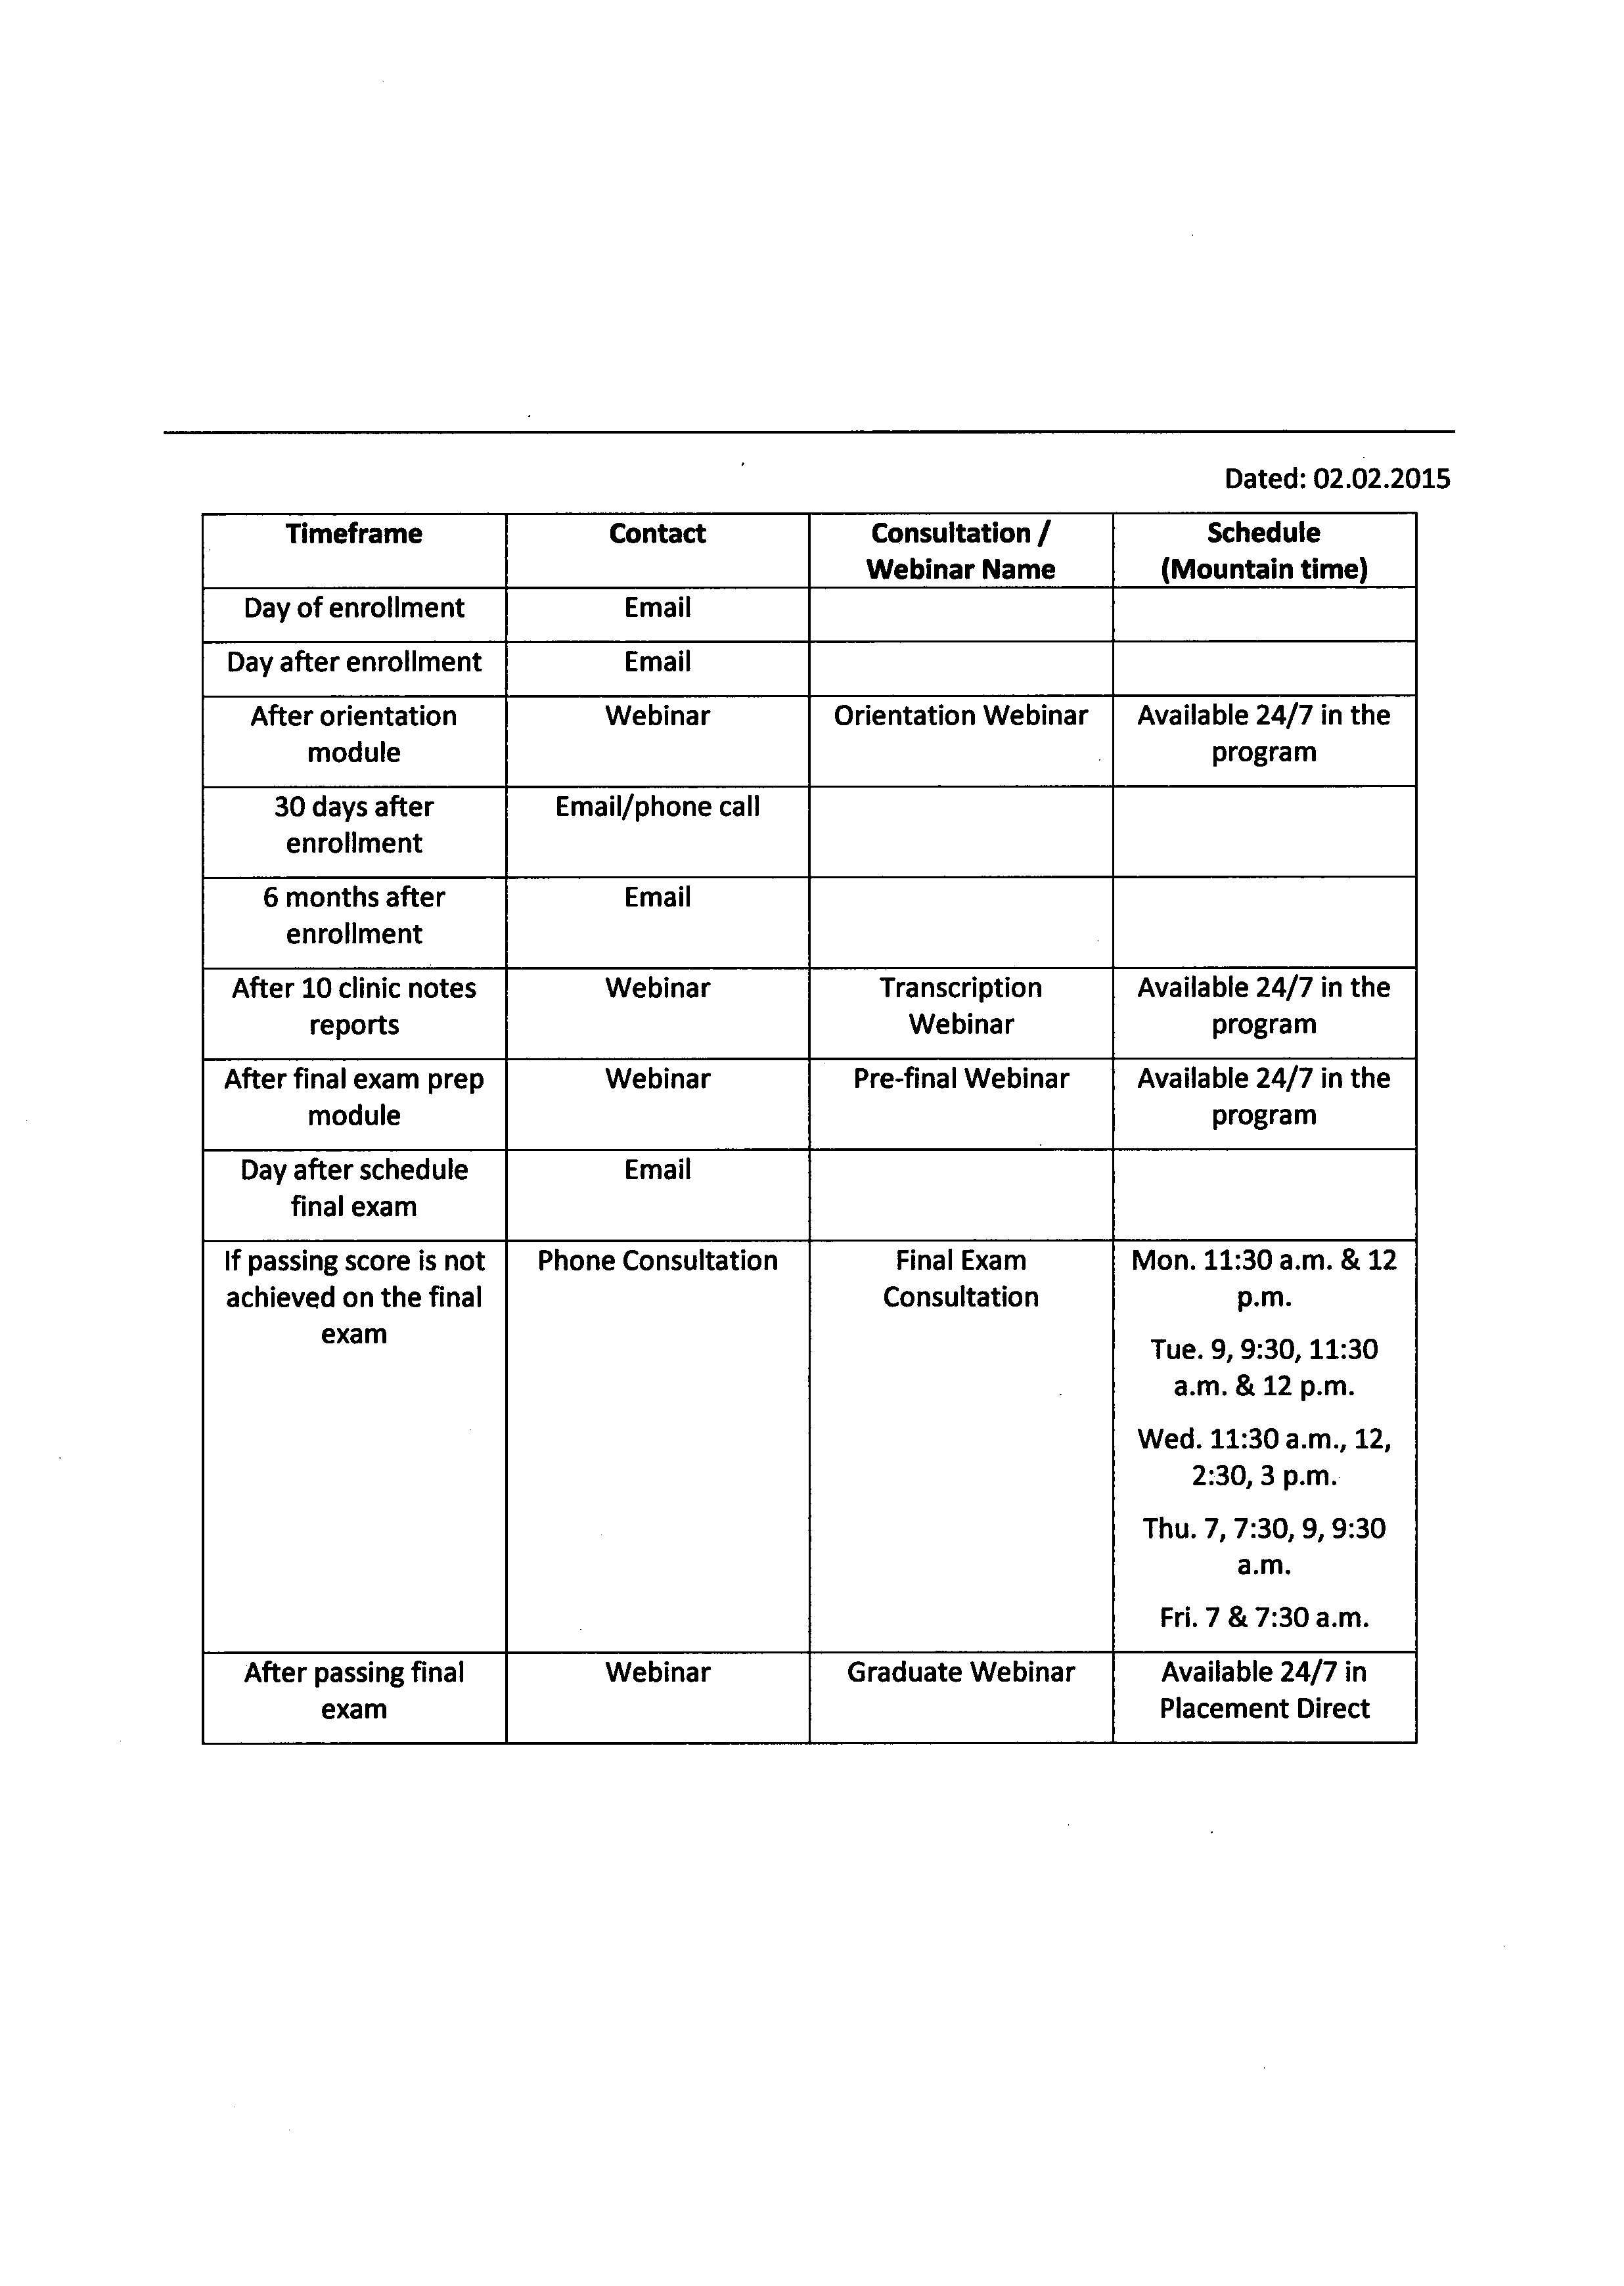 Dated: 02.02.2015
Timeframe Contact Consultation / Schedule
Webinar Name (Mountain time)
Day of enrollment Email
Day after enrollment Email
After orientation Webinar Orientation Webinar Available 24/7 in the
module program
30 days after Email/phone call
enrollment
6 months after Email
enrollment
After 10 clinic notes Webinar Transcription Available 24/7 in the
reports Webinar program
After final exam prep Webinar Pre-final Webinar Available 24/7 in the
module program
Day after schedule Email
final exam
If passing score is not Phone Consultation Final Exam Mon. 11:30 a.m. & 12
achieved on the final Consultation p.m.
exam
Tue. 9, 9:30, 11:30
a.m. & 12 p.m.
Wed. 11:30 a.m., 12,
2:30, 3 p.m.
Thu. 7, 7:30, 9, 9:30
a.m.
Fri. 7 & 7:30 a.m.
After passing final Webinar Graduate Webinar Available 24/7 in
exam Placement Direct